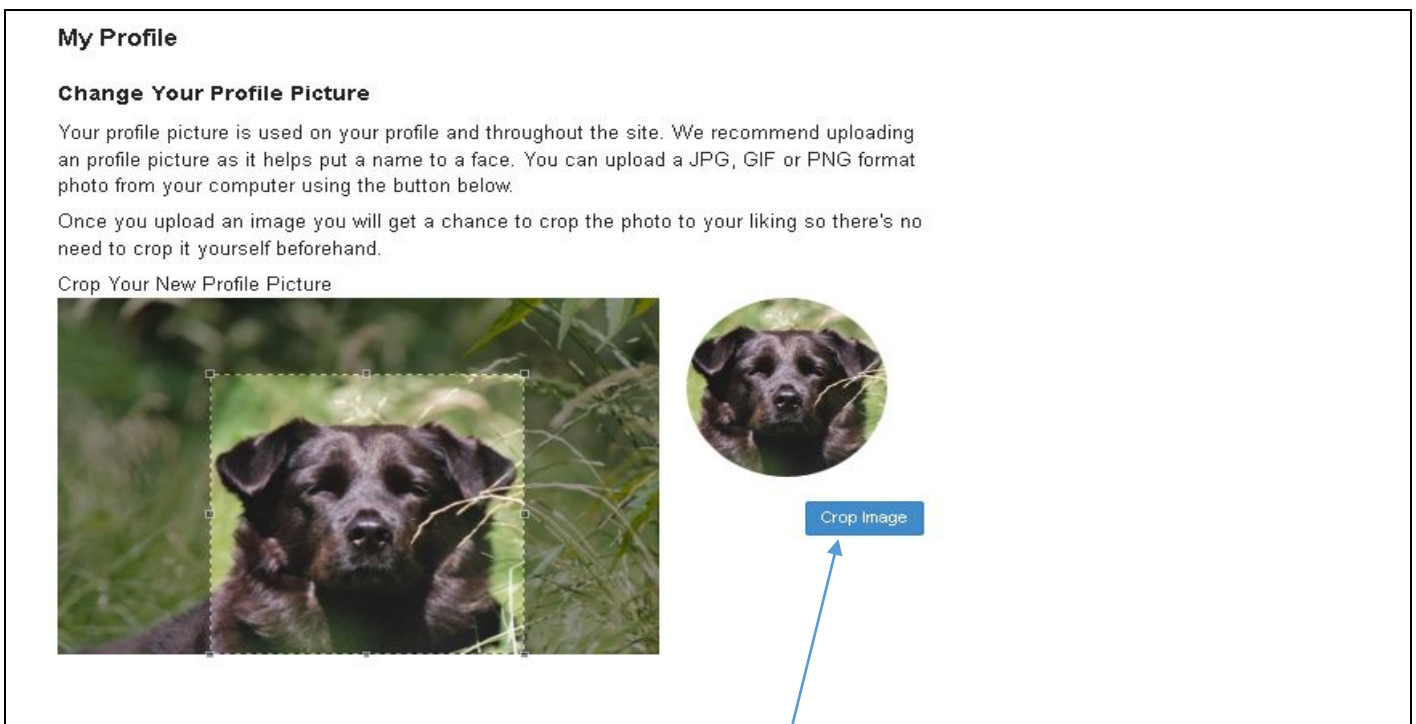 My Profile
Change Your Profile Picture
Your profile picture is used on your profile and throughout the site. We recommend uploading
an profile picture as it helps put a name to a face. You can upload a JPG, GIF or PNG format
photo from your computer using the button below.
Once you upload an image you will get a chance to crop the photo to your liking so there's no
need to crop it yourself beforehand.
Crop Your New Profile Picture
Crop Image